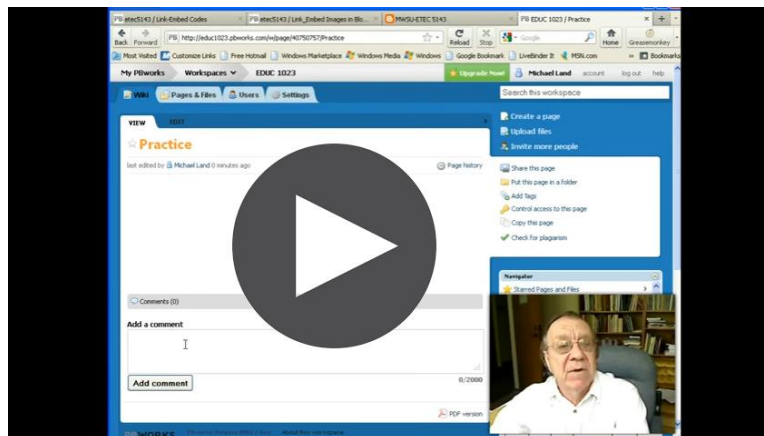 PB etec5143 / Link-Embed Codes PB etec5143 / Link_Embed Images in Blo... MWSU-ETEC 5143 PB EDUC 1023 / Practice
Back Forward http://educ1023.pbworks.com/w/page/40750757/Practice Reload Stop Google Home Greasemonkey
Most Visited Customize Links Free Hotmail Windows Marketplace Windows Media Windows Google Bookmark LiveBinder It MSN.com Bookmarks
My PBworks Workspaces EDUC 1023 Upgrade Now! Michael Land account log out help
Wiki Pages & Files Users Settings Search this workspace
VIEW EDIT
Create a page
Upload files
Invite more people
Practice
last edited by Michael Land 0 minutes ago Page history
Share this page
Put this page in a folder
Add Tags
Control access to this page
Copy this page
Check for plagiarism
Navigator
Starred Pages and Files
Comments (0)
Add a comment
Add comment 0/2000
PDF version
PBWORKS About this workspace